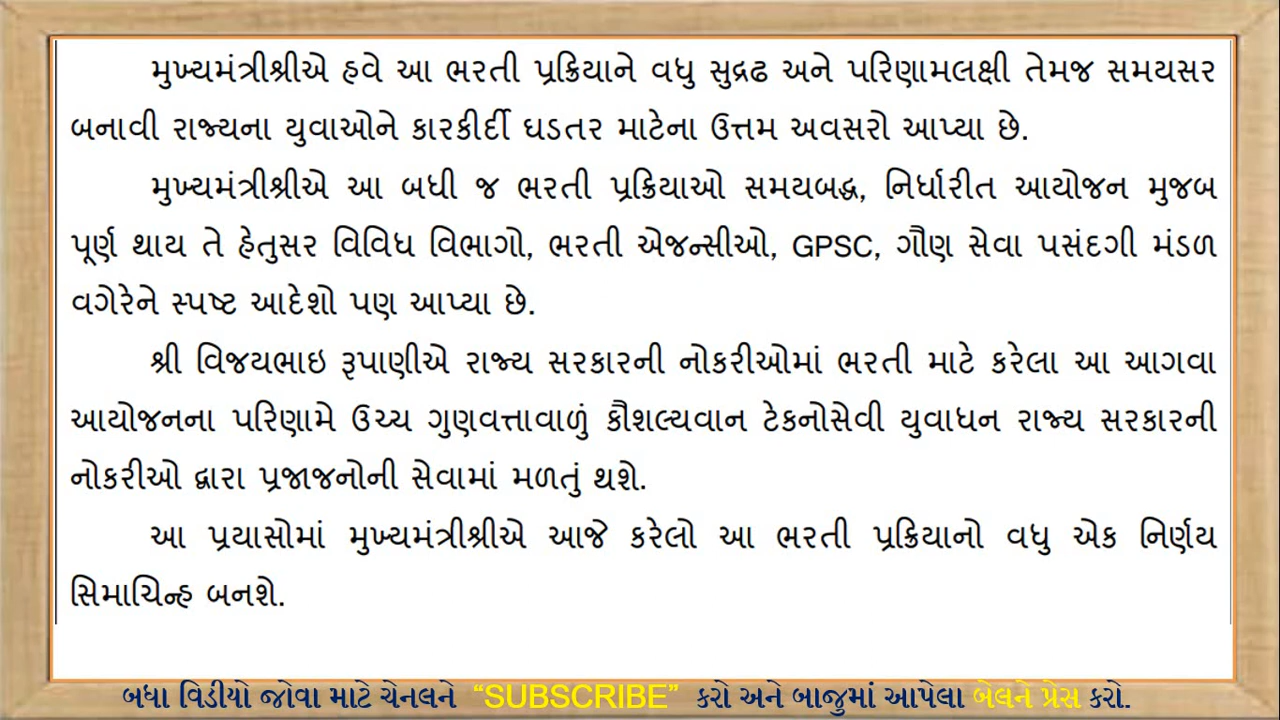 મુખ્યમંત્રીશ્રીએ હવે આ ભરતી પ્રક્રિયાને વધુ સુદ્રઢ અને પરિણામલક્ષી તેમજ સમયસર
બનાવી રાજ્યના યુવાઓને કારકીર્દી ઘડતર માટેના ઉત્તમ અવસરો આપ્યા છે.
મુખ્યમંત્રીશ્રીએ આ બધી જ ભરતી પ્રક્રિયાઓ સમયબદ્ધ, નિર્ધારીત આયોજન મુજબ
પૂર્ણ થાય તે હેતુસર વિવિધ વિભાગો, ભરતી એજન્સીઓ, GPSC, ગૌણ સેવા પસંદગી મંડળ
વગેરેને સ્પષ્ટ આદેશો પણ આપ્યા છે.
શ્રી વિજયભાઇ રૂપાણીએ રાજ્ય સરકારની નોકરીઓમાં ભરતી માટે કરેલા આ આગવા
આયોજનના પરિણામે ઉચ્ચ ગુણવત્તાવાળું કૌશલ્યવાન ટેકનોસેવી યુવાધન રાજ્ય સરકારની
નોકરીઓ દ્વારા પ્રજાજનોની સેવામાં મળતું થશે.
આ પ્રયાસોમાં મુખ્યમંત્રીશ્રીએ આજે કરેલો આ ભરતી પ્રક્રિયાનો વધુ એક નિર્ણય
સિમાચિન્હ બનશે.
બધા વિડીયો જોવા માટે ચેનલને “SUBSCRIBE” કરો અને બાજુમાં આપેલા બેલને પ્રેસ કરો.